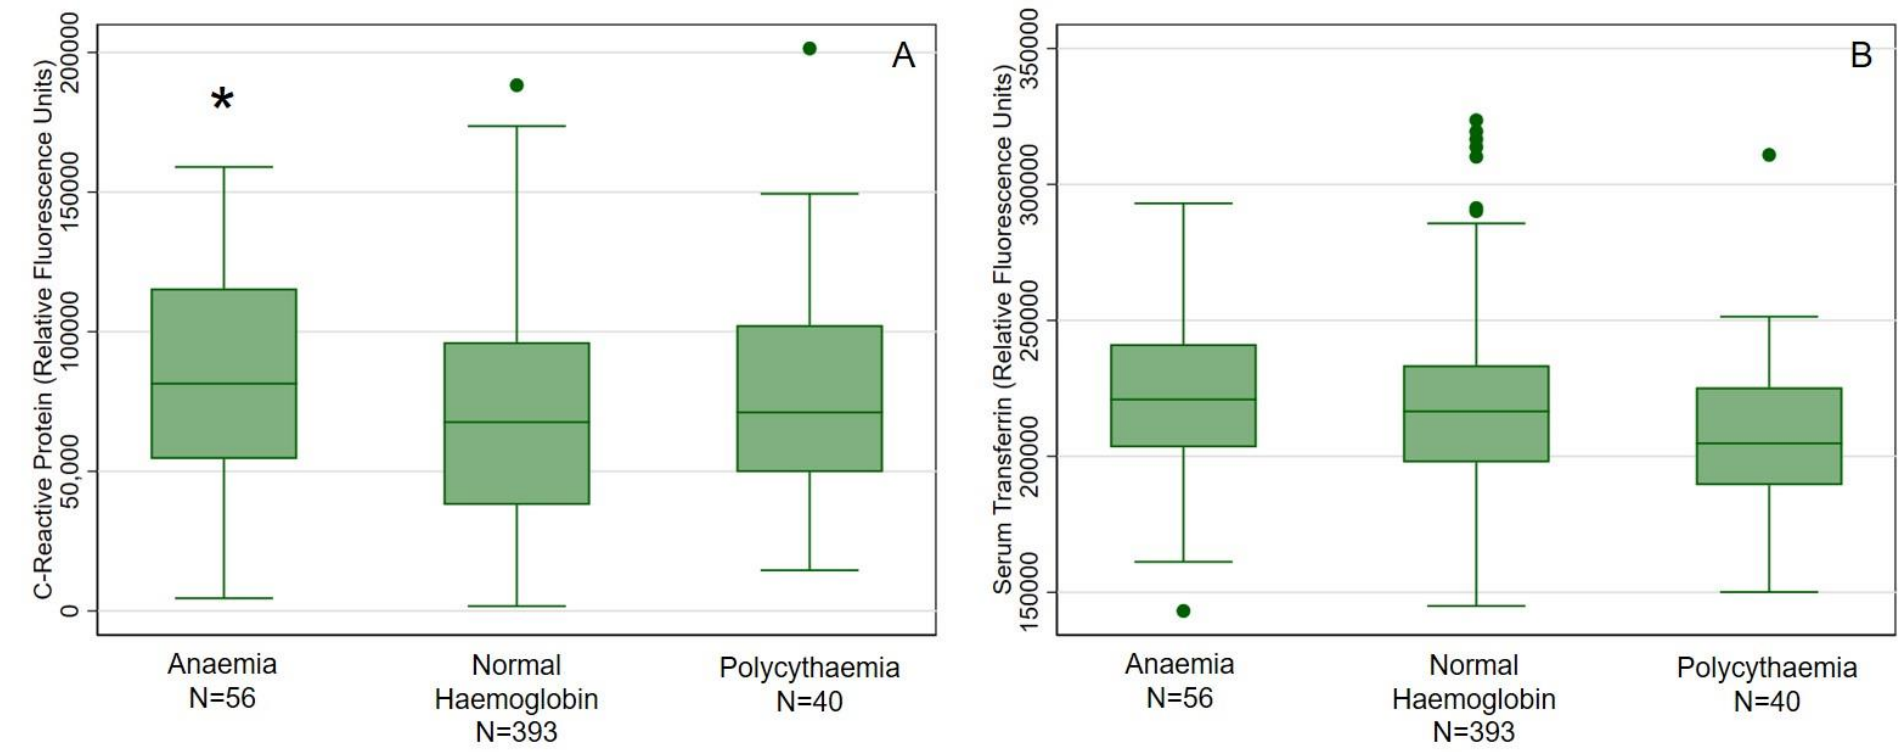 A
C-Reactive Protein (Relative Fluorescence Units)
200000
150000
100000
50,000
0
*
Anaemia
N=56
Normal
Haemoglobin
N=393
Polycythaemia
N=40
B
Serum Transferrin (Relative Fluorescence Units)
350000
300000
250000
200000
150000
Anaemia
N=56
Normal
Haemoglobin
N=393
Polycythaemia
N=40